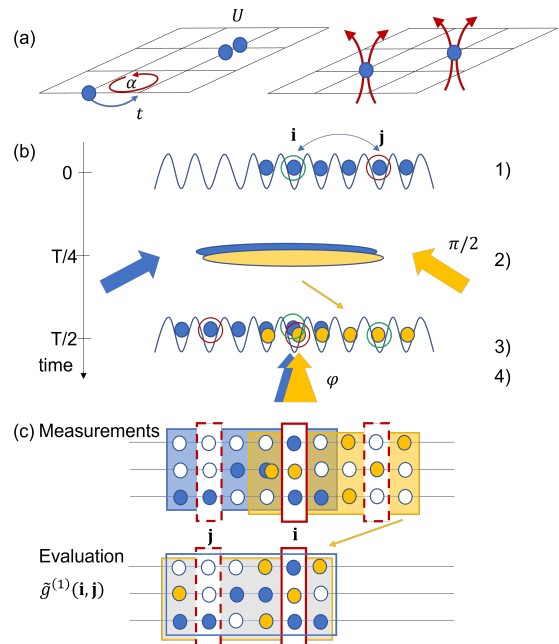 (a)
U
α
t
(b)
i j
0
1)
T/4
π/2
2)
T/2
3)
time
φ
4)
(c) Measurements
j i
Evaluation
g̃⁽¹⁾(i, j)